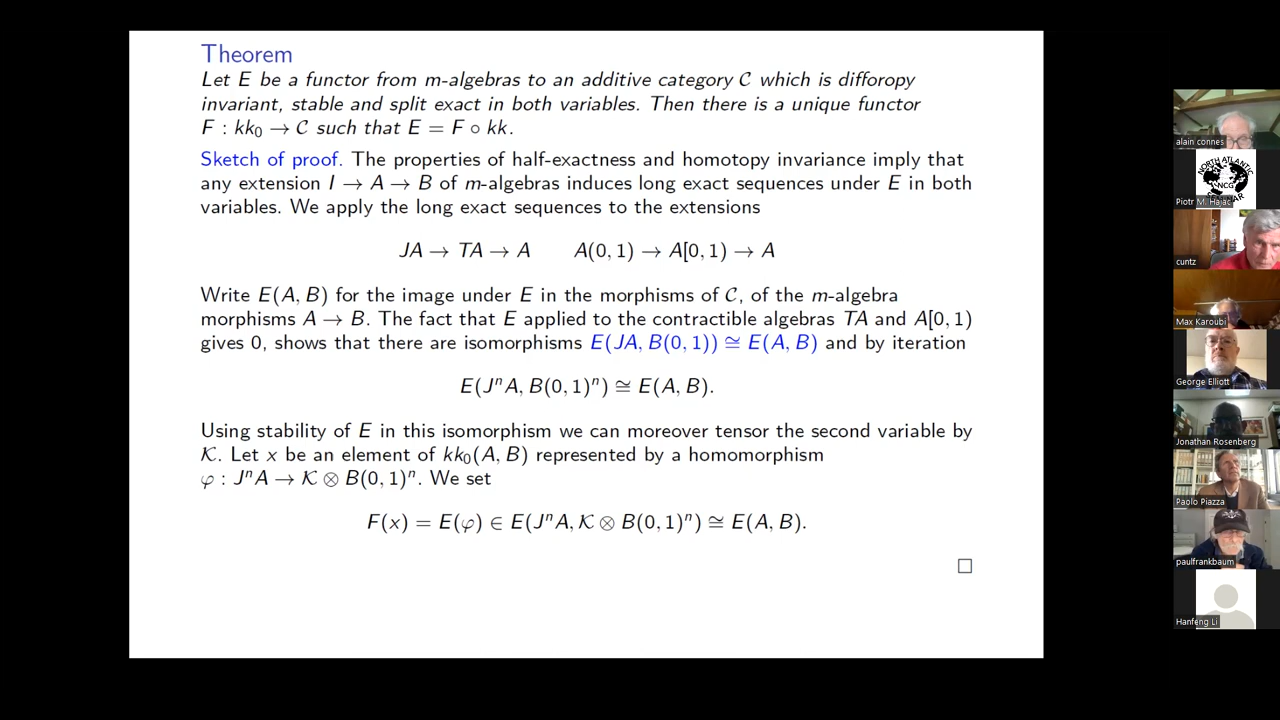 Theorem
Let E be a functor from m-algebras to an additive category 𝒞 which is difforopy
invariant, stable and split exact in both variables. Then there is a unique functor
F : kk₀ → 𝒞 such that E = F ∘ kk.
Sketch of proof. The properties of half-exactness and homotopy invariance imply that
any extension I → A → B of m-algebras induces long exact sequences under E in both
variables. We apply the long exact sequences to the extensions
JA → TA → A A(0, 1) → A[0, 1) → A
Write E(A, B) for the image under E in the morphisms of 𝒞, of the m-algebra
morphisms A → B. The fact that E applied to the contractible algebras TA and A[0, 1)
gives 0, shows that there are isomorphisms E(JA, B(0, 1)) ≅ E(A, B) and by iteration
E(JⁿA, B(0, 1)ⁿ) ≅ E(A, B).
Using stability of E in this isomorphism we can moreover tensor the second variable by
𝒦. Let x be an element of kk₀(A, B) represented by a homomorphism
φ : JⁿA → 𝒦 ⊗ B(0, 1)ⁿ. We set
F(x) = E(φ) ∈ E(JⁿA, 𝒦 ⊗ B(0, 1)ⁿ) ≅ E(A, B).
□
alain connes
NORTH ATLANTIC
NCG
Piotr M. Hajac
cuntz
Max Karoubi
George Elliott
Jonathan Rosenberg
Paolo Piazza
paulfrankbaum
Hanfeng Li